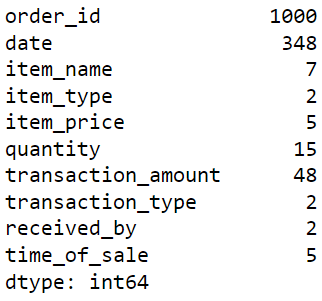 order_id 1000
date 348
item_name 7
item_type 2
item_price 5
quantity 15
transaction_amount 48
transaction_type 2
received_by 2
time_of_sale 5
dtype: int64